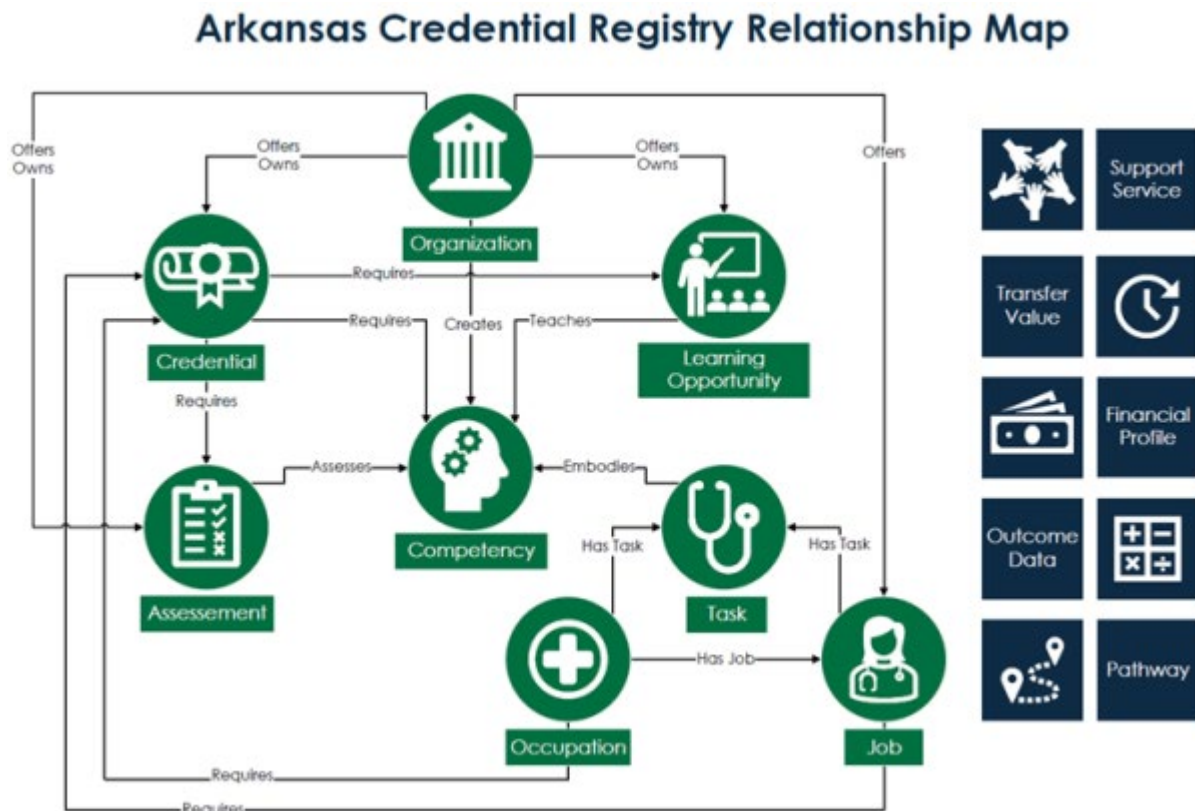 Arkansas Credential Registry Relationship Map
Offers
Owns
Offers
Owns
Offers
Owns
Offers
Organization
Requires
Requires
Creates
Teaches
Credential
Learning
Opportunity
Requires
Assesses
Embodies
Competency
Has Task
Has Task
Assessement
Task
Has Job
Occupation
Job
Requires
Requires
Support
Service
Transfer
Value
Financial
Profile
Outcome
Data
Pathway